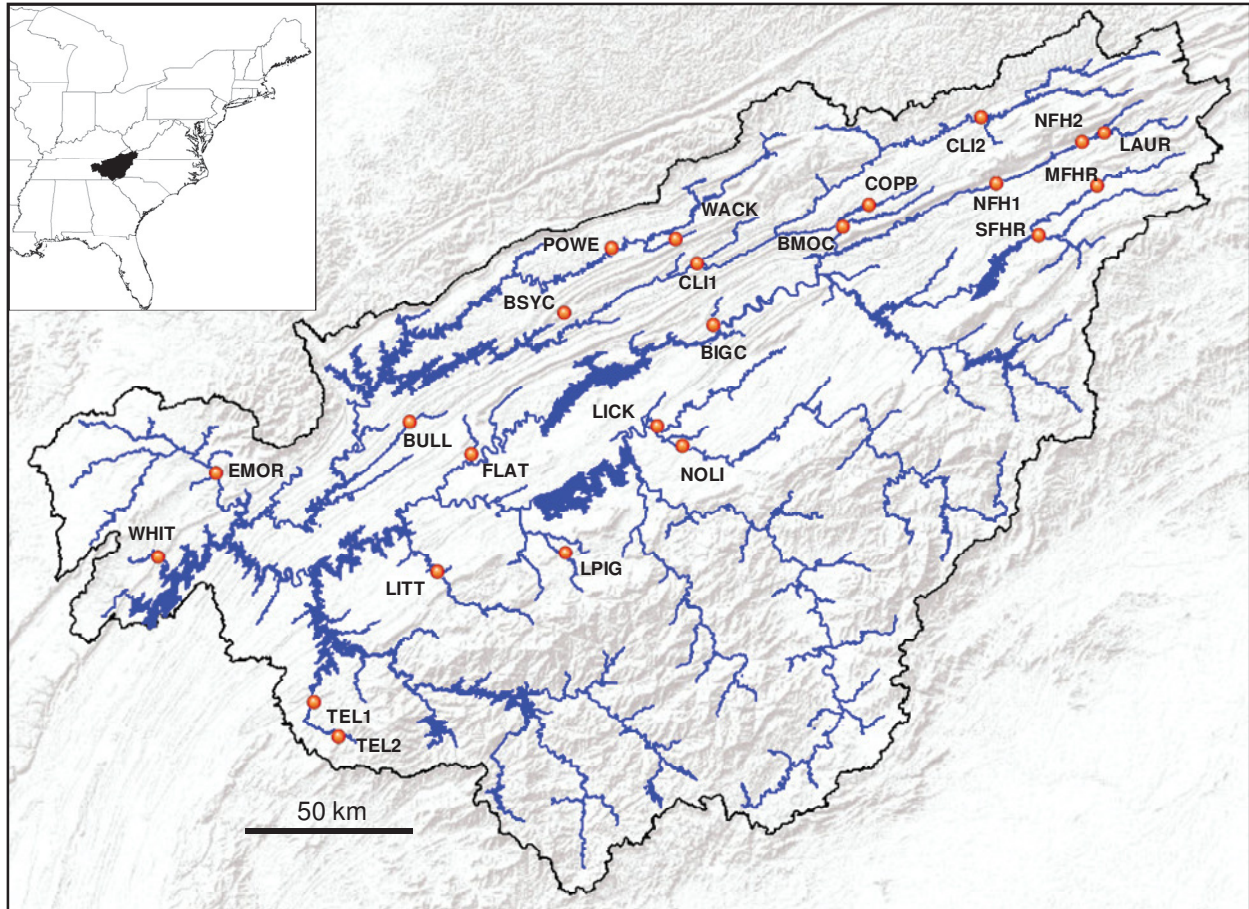 NFH2
CLI2
LAUR
MFHR
COPP
NFH1
WACK
SFHR
POWE
BMOC
CLI1
BSYC
BIGC
LICK
BULL
FLAT
NOLI
EMOR
WHIT
LPIG
LITT
TEL1
TEL2
50 km